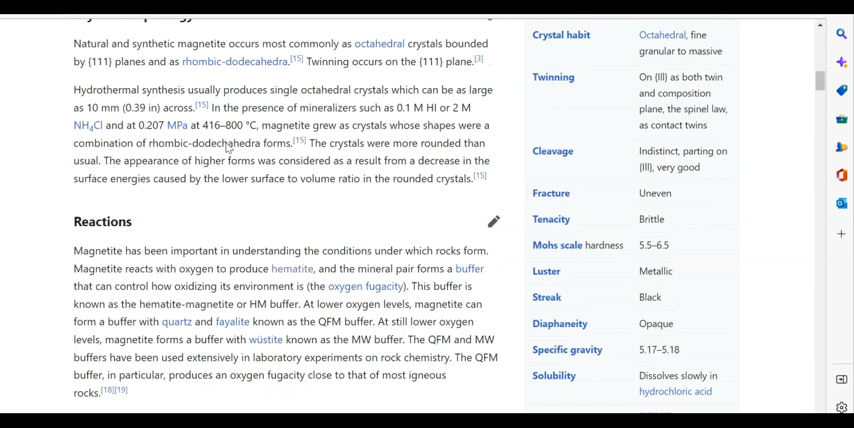 Natural and synthetic magnetite occurs most commonly as octahedral crystals bounded
by {111} planes and as rhombic-dodecahedra.[15] Twinning occurs on the {111} plane.[3]
Hydrothermal synthesis usually produces single octahedral crystals which can be as large
as 10 mm (0.39 in) across.[15] In the presence of mineralizers such as 0.1 M HI or 2 M
NH4Cl and at 0.207 MPa at 416–800 °C, magnetite grew as crystals whose shapes were a
combination of rhombic-dodechahedra forms.[15] The crystals were more rounded than
usual. The appearance of higher forms was considered as a result from a decrease in the
surface energies caused by the lower surface to volume ratio in the rounded crystals.[15]
Reactions
Magnetite has been important in understanding the conditions under which rocks form.
Magnetite reacts with oxygen to produce hematite, and the mineral pair forms a buffer
that can control how oxidizing its environment is (the oxygen fugacity). This buffer is
known as the hematite-magnetite or HM buffer. At lower oxygen levels, magnetite can
form a buffer with quartz and fayalite known as the QFM buffer. At still lower oxygen
levels, magnetite forms a buffer with wüstite known as the MW buffer. The QFM and MW
buffers have been used extensively in laboratory experiments on rock chemistry. The QFM
buffer, in particular, produces an oxygen fugacity close to that of most igneous
rocks.[18][19]
Crystal habit Octahedral, fine
granular to massive
Twinning On {Ill} as both twin
and composition
plane, the spinel law,
as contact twins
Cleavage Indistinct, parting on
{Ill}, very good
Fracture Uneven
Tenacity Brittle
Mohs scale hardness 5.5–6.5
Luster Metallic
Streak Black
Diaphaneity Opaque
Specific gravity 5.17–5.18
Solubility Dissolves slowly in
hydrochloric acid